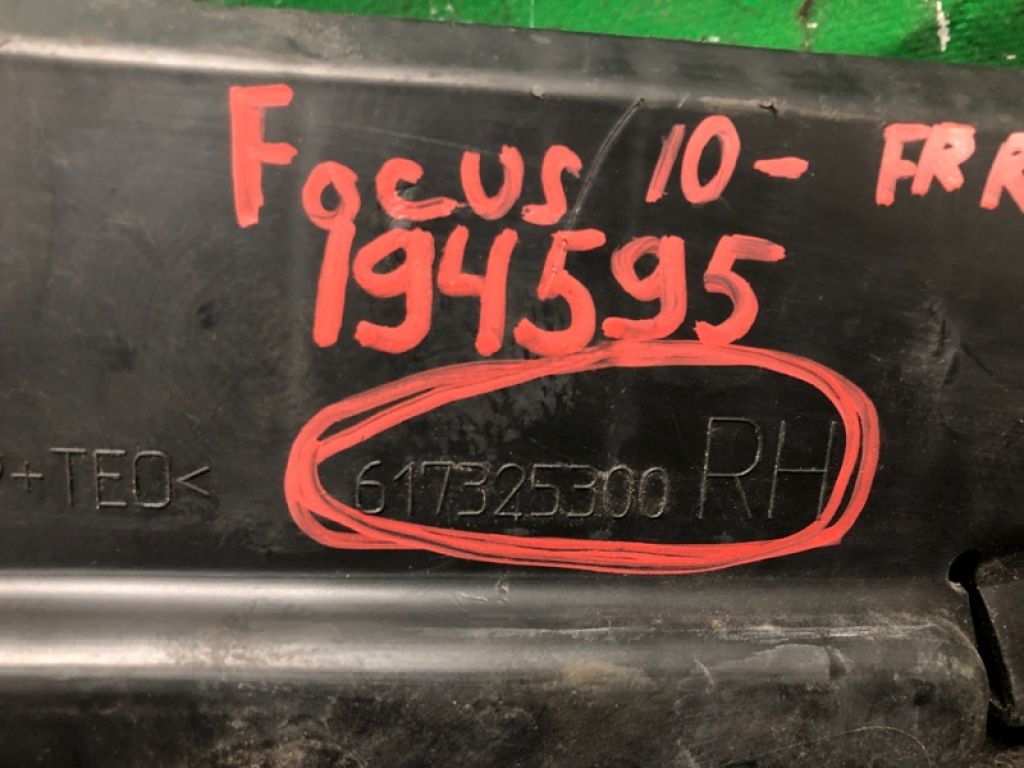 Focus 10 - FR R
194595
P+TEO< 617325300 RH